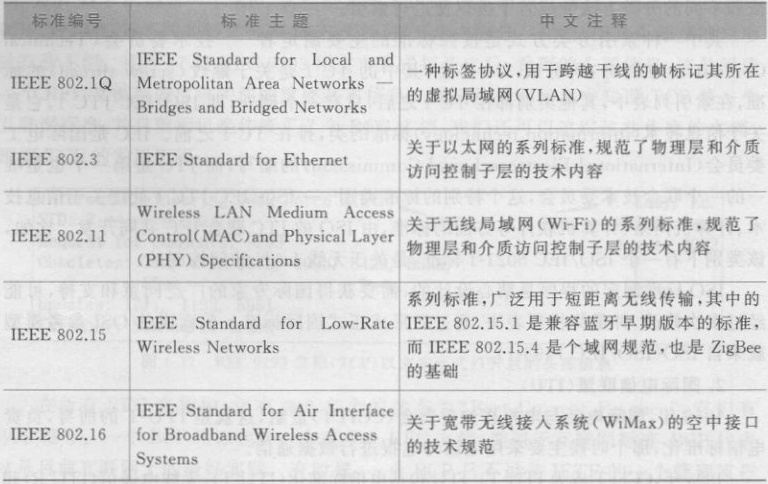 标准编号 标准主题 中文注释
IEEE 802.1Q
IEEE Standard for Local and
Metropolitan Area Networks —
Bridges and Bridged Networks
一种标签协议,用于跨越干线的帧标记其所在
的虚拟局域网(VLAN)
IEEE 802.3
IEEE Standard for Ethernet
关于以太网的系列标准,规范了物理层和介质
访问控制子层的技术内容
IEEE 802.11
Wireless LAN Medium Access
Control(MAC)and Physical Layer
(PHY) Specifications
关于无线局域网(Wi-Fi)的系列标准,规范了
物理层和介质访问控制子层的技术内容
IEEE 802.15
IEEE Standard for Low-Rate
Wireless Networks
系列标准,广泛用于短距离无线传输,其中的
IEEE 802.15.1 是兼容蓝牙早期版本的标准,
而 IEEE 802.15.4 是个域网规范,也是 ZigBee
的基础
IEEE 802.16
IEEE Standard for Air Interface
for Broadband Wireless Access
Systems
关于宽带无线接入系统(WiMax)的空中接口
的技术规范